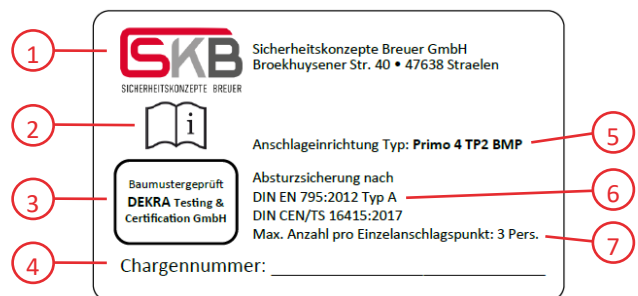 1
SKB
SICHERHEITSKONZEPTE BREUER
Sicherheitskonzepte Breuer GmbH
Broekhuysener Str. 40 • 47638 Straelen
2
i
Anschlageinrichtung Typ: Primo 4 TP2 BMP
5
3
Baumustergeprüft
DEKRA Testing &
Certification GmbH
Absturzsicherung nach
DIN EN 795:2012 Typ A
DIN CEN/TS 16415:2017
Max. Anzahl pro Einzelanschlagspunkt: 3 Pers.
6
7
4
Chargennummer: ____________________